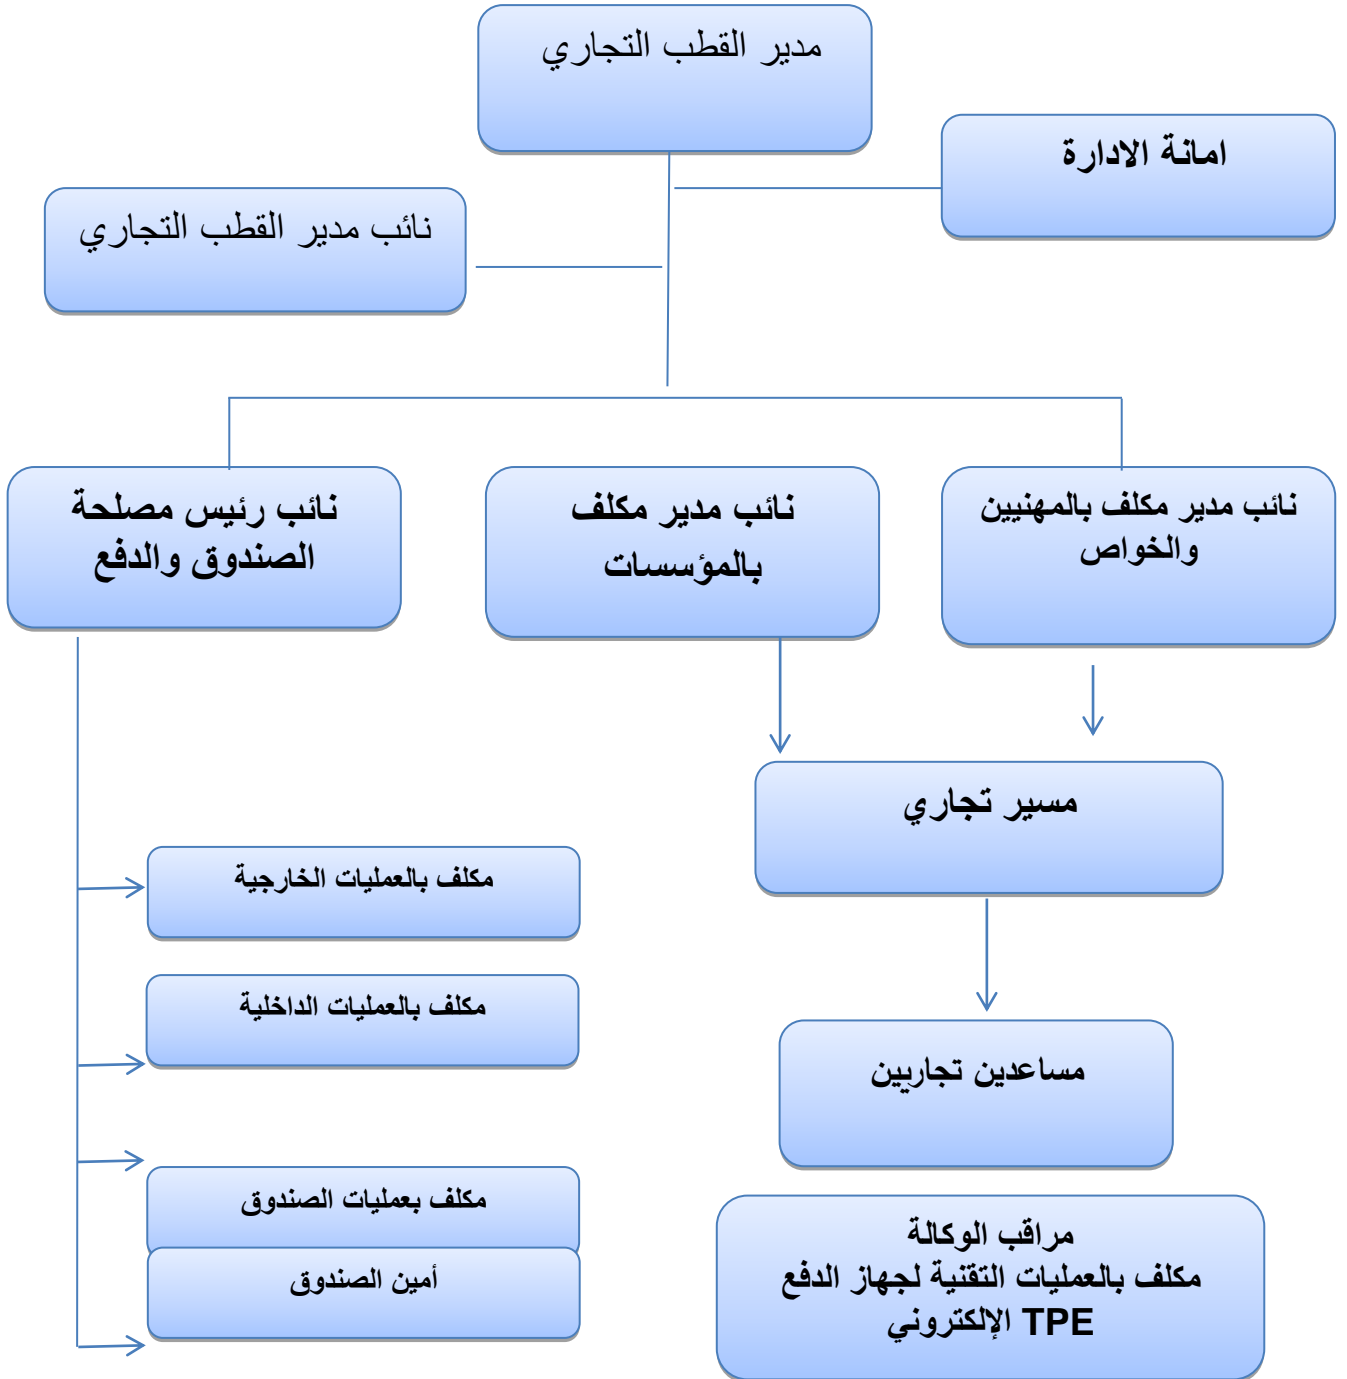 مدير القطب التجاري
امانة الادارة
نائب مدير القطب التجاري
نائب مدير مكلف بالمهنيين
والخواص
نائب مدير مكلف
بالمؤسسات
نائب رئيس مصلحة
الصندوق والدفع
مسير تجاري
مكلف بالعمليات الخارجية
مكلف بالعمليات الداخلية
مساعدين تجاريين
مكلف بعمليات الصندوق
أمين الصندوق
مراقب الوكالة
مكلف بالعمليات التقنية لجهاز الدفع
الإلكتروني TPE